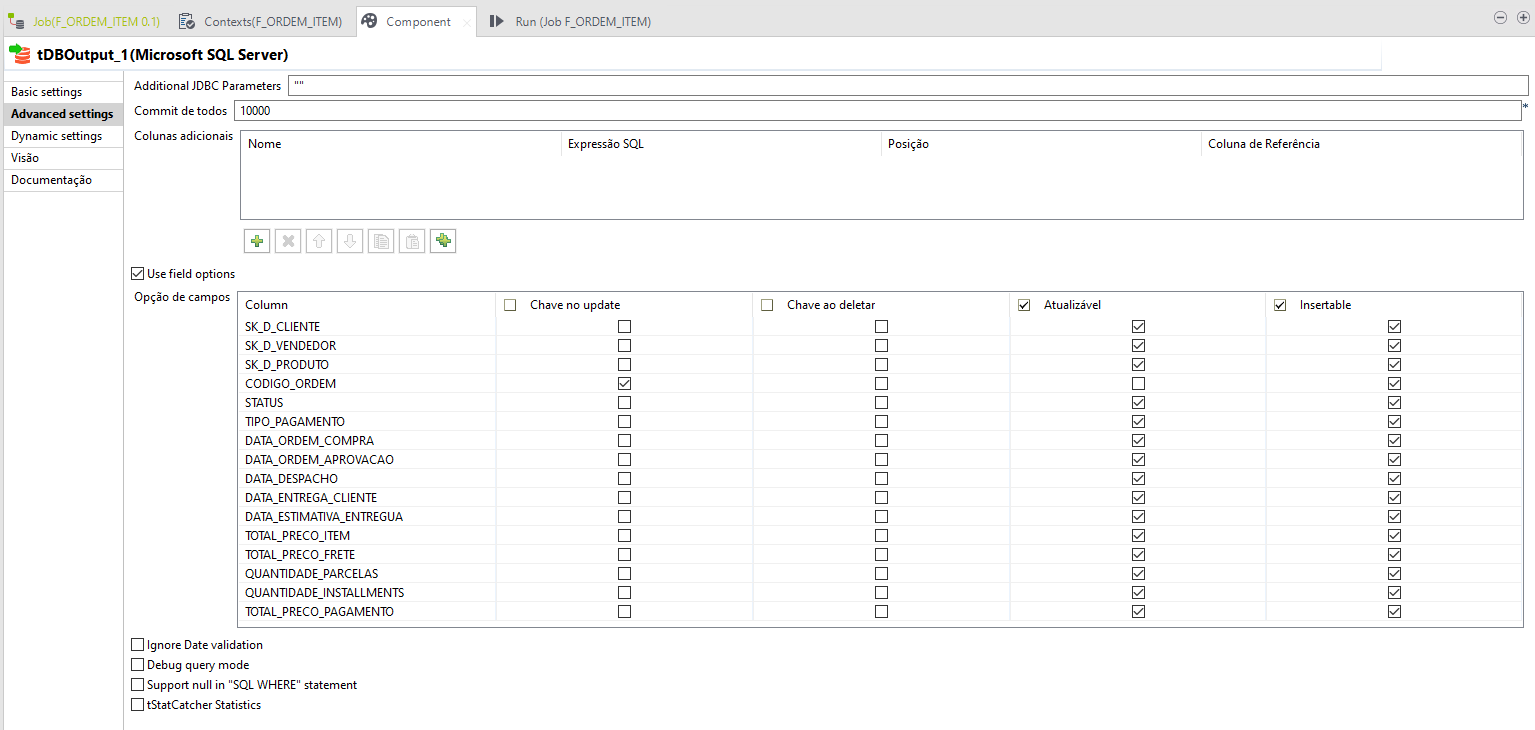 Job(F_ORDEM_ITEM 0.1) Contexts(F_ORDEM_ITEM) Component Run (Job F_ORDEM_ITEM)
tDBOutput_1(Microsoft SQL Server)
Basic settings
Advanced settings
Dynamic settings
Visão
Documentação
Additional JDBC Parameters ""
Commit de todos 10000 *
Colunas adicionais
Nome Expressão SQL Posição Coluna de Referência
Use field options
Opção de campos
Column Chave no update Chave ao deletar Atualizável Insertable
SK_D_CLIENTE
SK_D_VENDEDOR
SK_D_PRODUTO
CODIGO_ORDEM
STATUS
TIPO_PAGAMENTO
DATA_ORDEM_COMPRA
DATA_ORDEM_APROVACAO
DATA_DESPACHO
DATA_ENTREGA_CLIENTE
DATA_ESTIMATIVA_ENTREGUA
TOTAL_PRECO_ITEM
TOTAL_PRECO_FRETE
QUANTIDADE_PARCELAS
QUANTIDADE_INSTALLMENTS
TOTAL_PRECO_PAGAMENTO
Ignore Date validation
Debug query mode
Support null in "SQL WHERE" statement
tStatCatcher Statistics